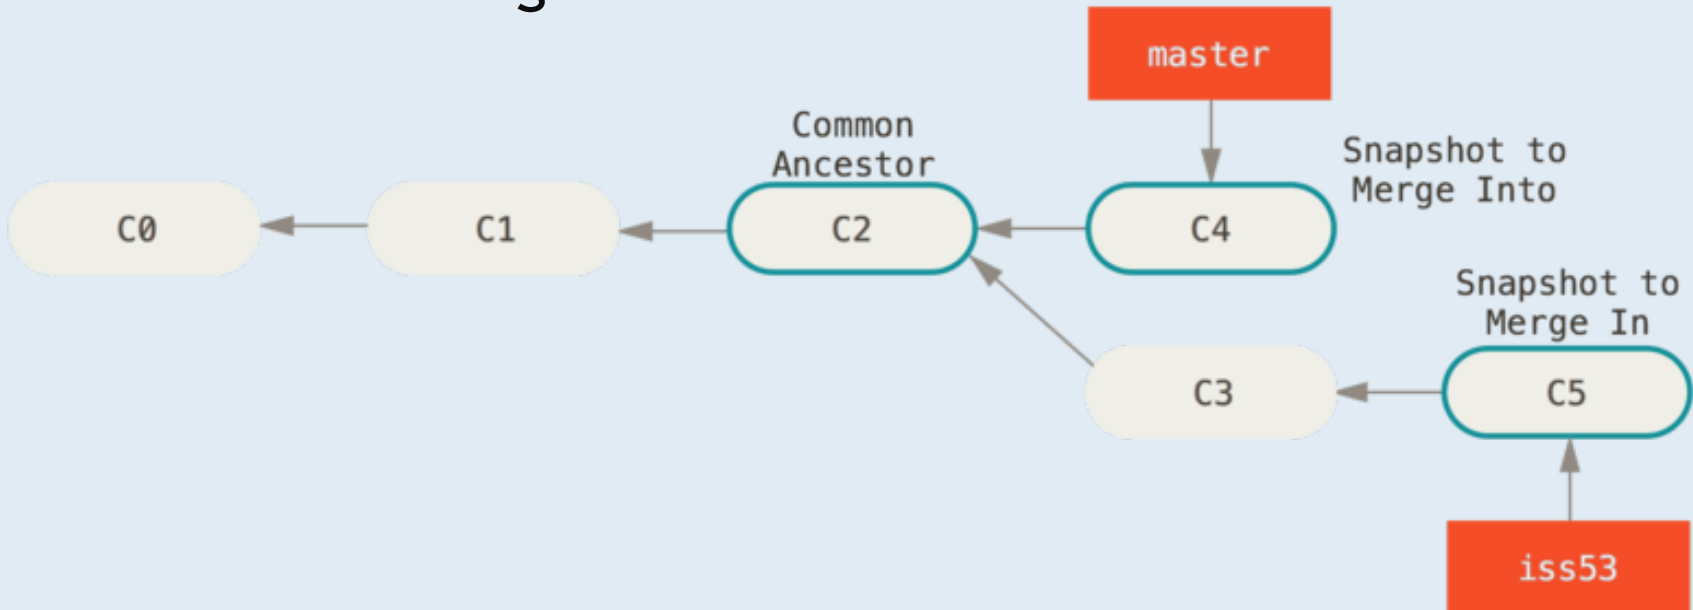 master
Common
Ancestor
Snapshot to
Merge Into
C0
C1
C2
C4
Snapshot to
Merge In
C3
C5
iss53